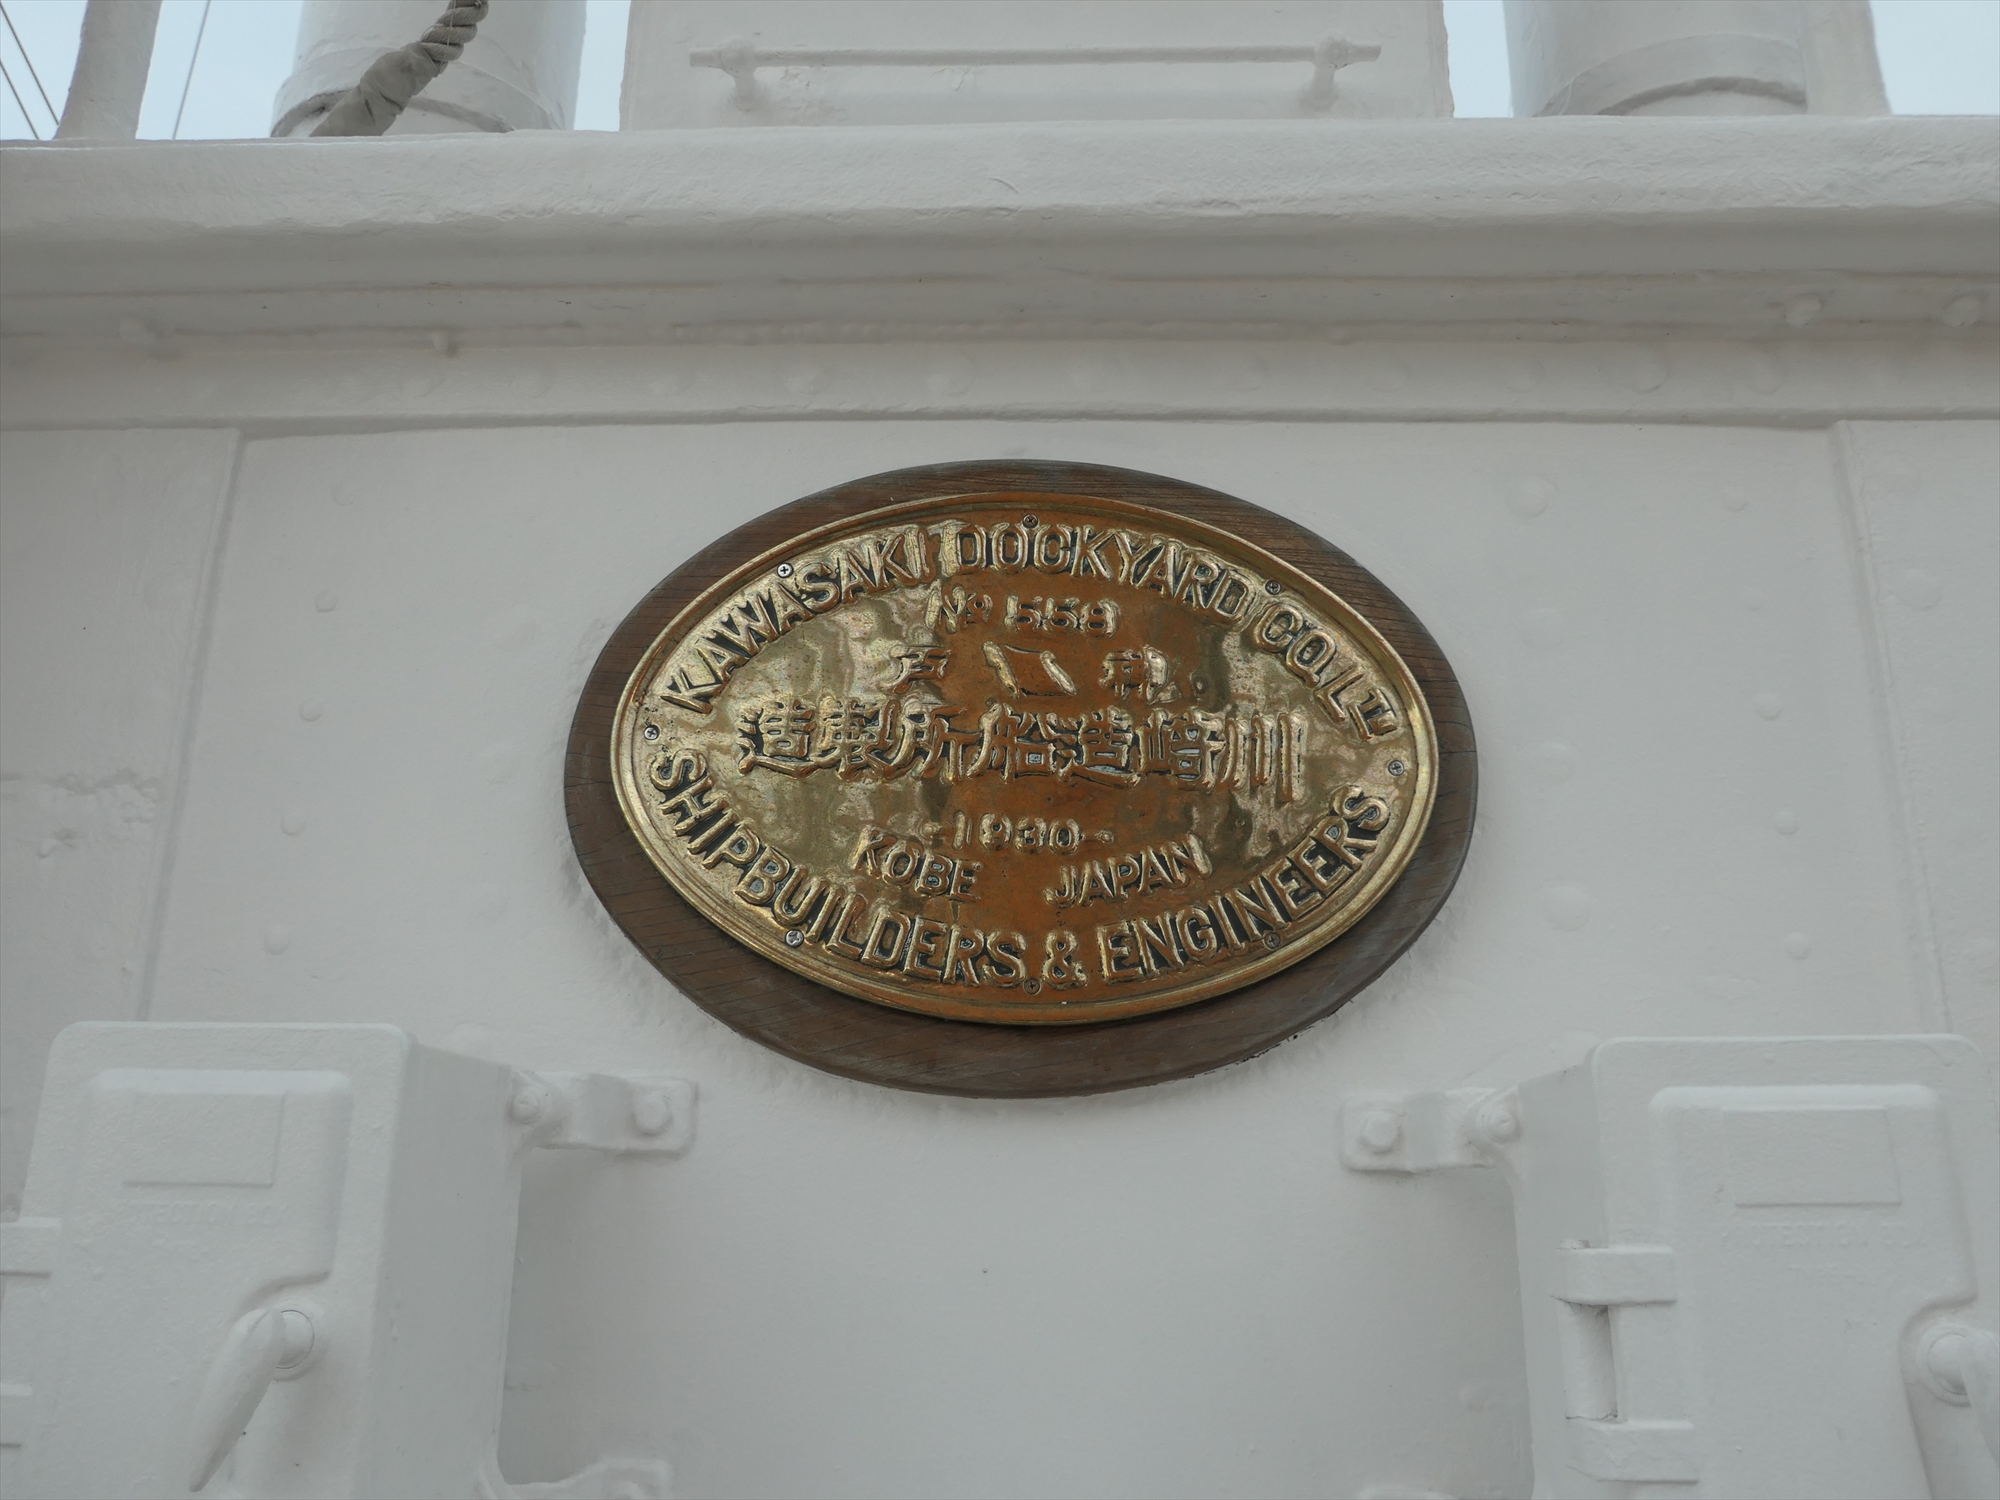 KAWASAKI DOCKYARD CO., LTD
No 558
神戸
川崎造船所製造
-1930-
KOBE JAPAN
SHIPBUILDERS & ENGINEERS